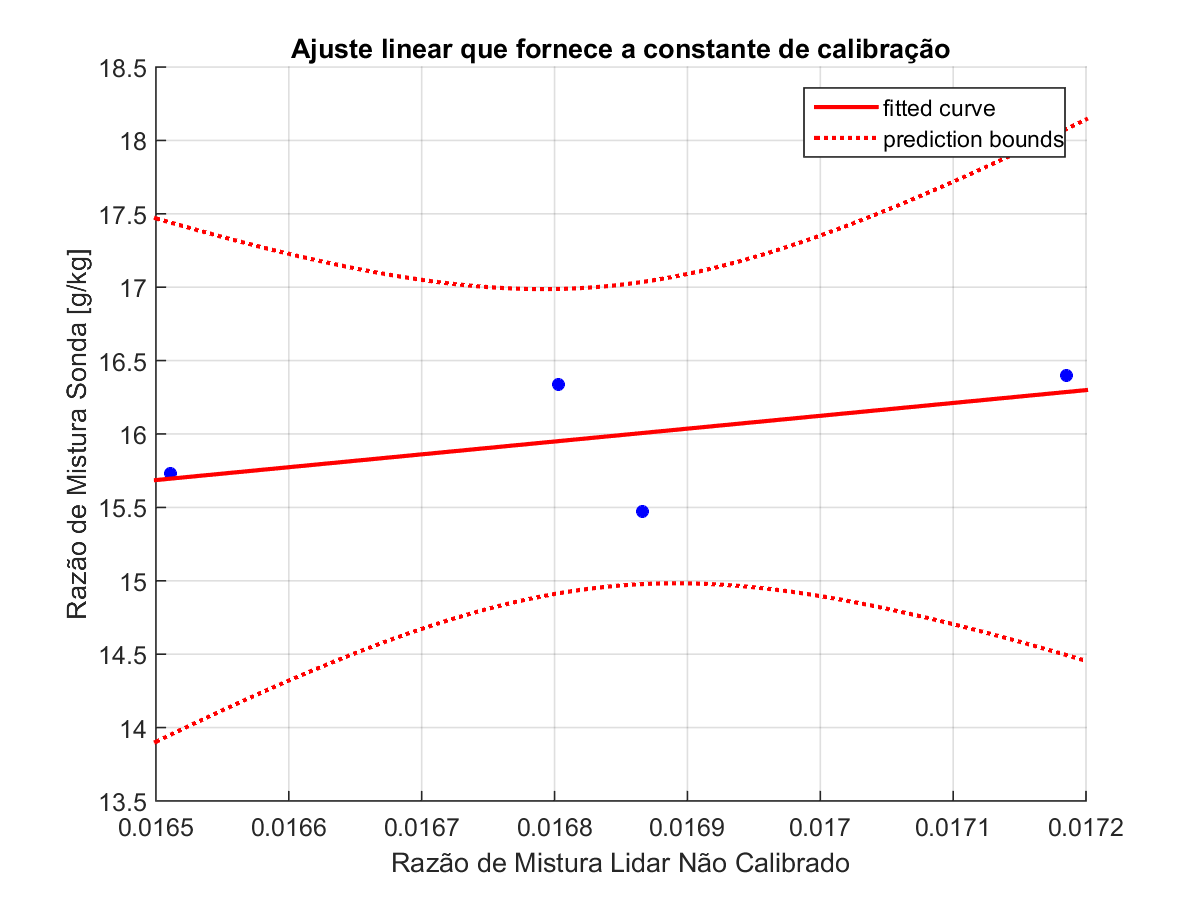 Ajuste linear que fornece a constante de calibração
fitted curve
prediction bounds
18.5
18
17.5
17
16.5
16
15.5
15
14.5
14
13.5
Razão de Mistura Sonda [g/kg]
0.0165 0.0166 0.0167 0.0168 0.0169 0.017 0.0171 0.0172
Razão de Mistura Lidar Não Calibrado